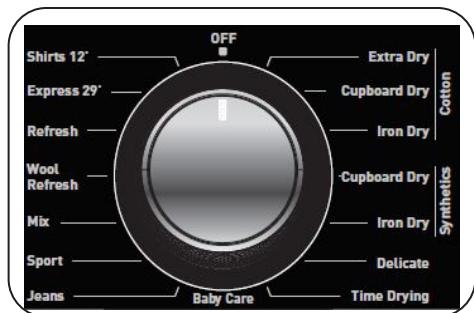 OFF
Shirts 12'
Express 29'
Refresh
Wool
Refresh
Mix
Sport
Jeans
Baby Care
Extra Dry
Cupboard Dry
Iron Dry
Cotton
Cupboard Dry
Iron Dry
Synthetics
Delicate
Time Drying